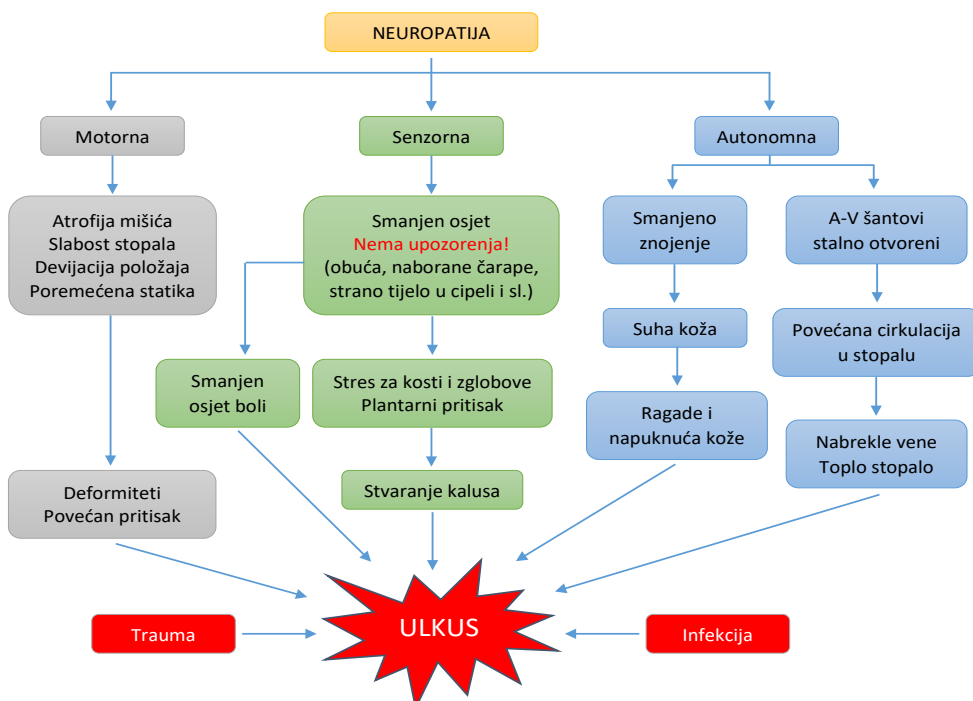 NEUROPATIJA
Motorna
Senzorna
Autonomna
Atrofija mišića
Slabost stopala
Devijacija položaja
Poremećena statika
Smanjen osjet
Nema upozorenja!
(obuća, naborane čarape,
strano tijelo u cipeli i sl.)
Smanjeno
znojenje
A-V šantovi
stalno otvoreni
Suha koža
Povećana cirkulacija
u stopalu
Smanjen
osjet boli
Stres za kosti i zglobove
Plantarni pritisak
Ragade i
napuknuća kože
Nabrekle vene
Toplo stopalo
Deformiteti
Povećan pritisak
Stvaranje kalusa
Trauma
ULKUS
Infekcija